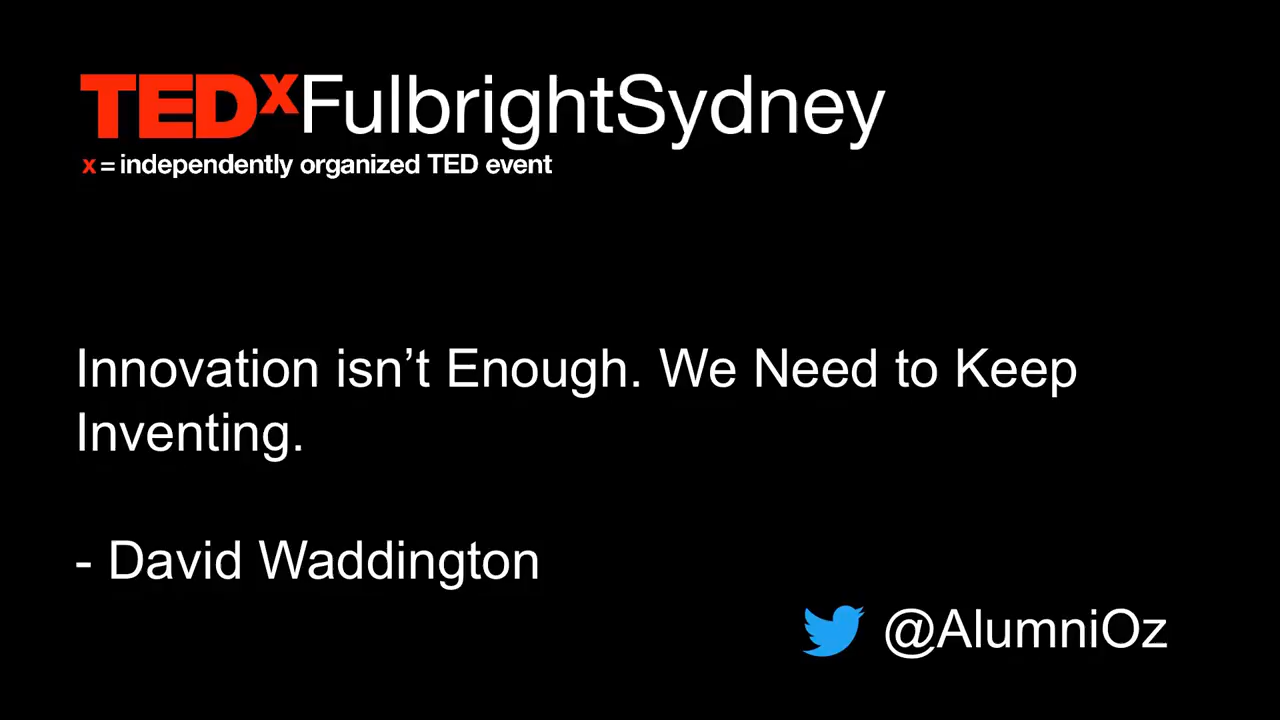 TEDxFulbrightSydney
x = independently organized TED event
Innovation isn’t Enough. We Need to Keep
Inventing.
- David Waddington
@AlumniOz